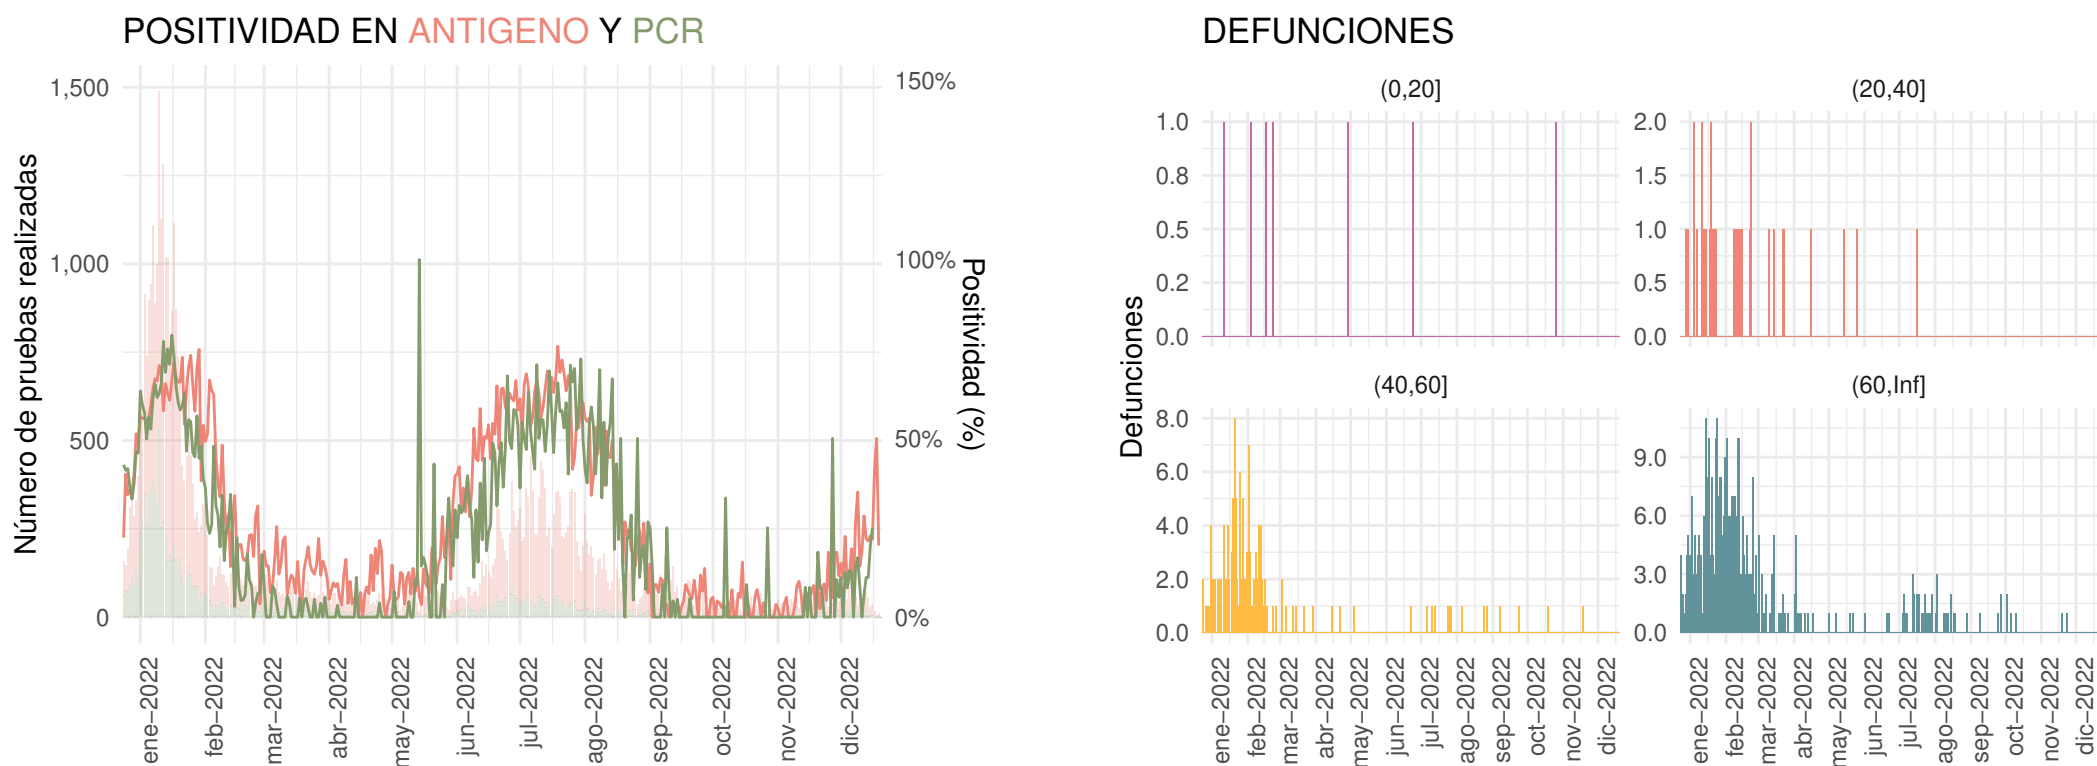 POSITIVIDAD EN ANTIGENO Y PCR
Número de pruebas realizadas
1,500
1,000
500
0
150%
100%
50%
0%
Positividad (%)
ene−2022
feb−2022
mar−2022
abr−2022
may−2022
jun−2022
jul−2022
ago−2022
sep−2022
oct−2022
nov−2022
dic−2022
DEFUNCIONES
Defunciones
(0,20]
1.0
0.8
0.5
0.2
0.0
(20,40]
2.0
1.5
1.0
0.5
0.0
(40,60]
8.0
6.0
4.0
2.0
0.0
(60,Inf]
9.0
6.0
3.0
0.0
ene−2022
feb−2022
mar−2022
abr−2022
may−2022
jun−2022
jul−2022
ago−2022
sep−2022
oct−2022
nov−2022
dic−2022
ene−2022
feb−2022
mar−2022
abr−2022
may−2022
jun−2022
jul−2022
ago−2022
sep−2022
oct−2022
nov−2022
dic−2022